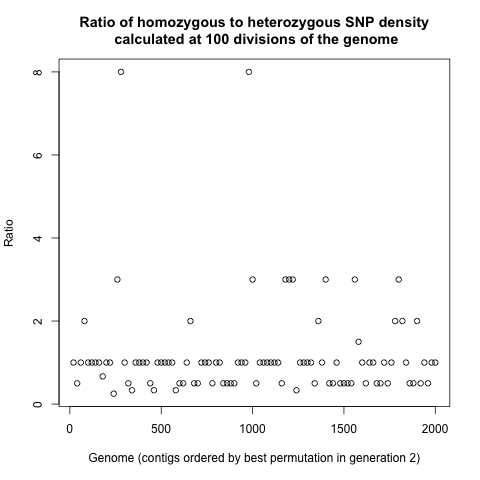 Ratio of homozygous to heterozygous SNP density
calculated at 100 divisions of the genome
8
6
4
2
0
Ratio
0 500 1000 1500 2000
Genome (contigs ordered by best permutation in generation 2)